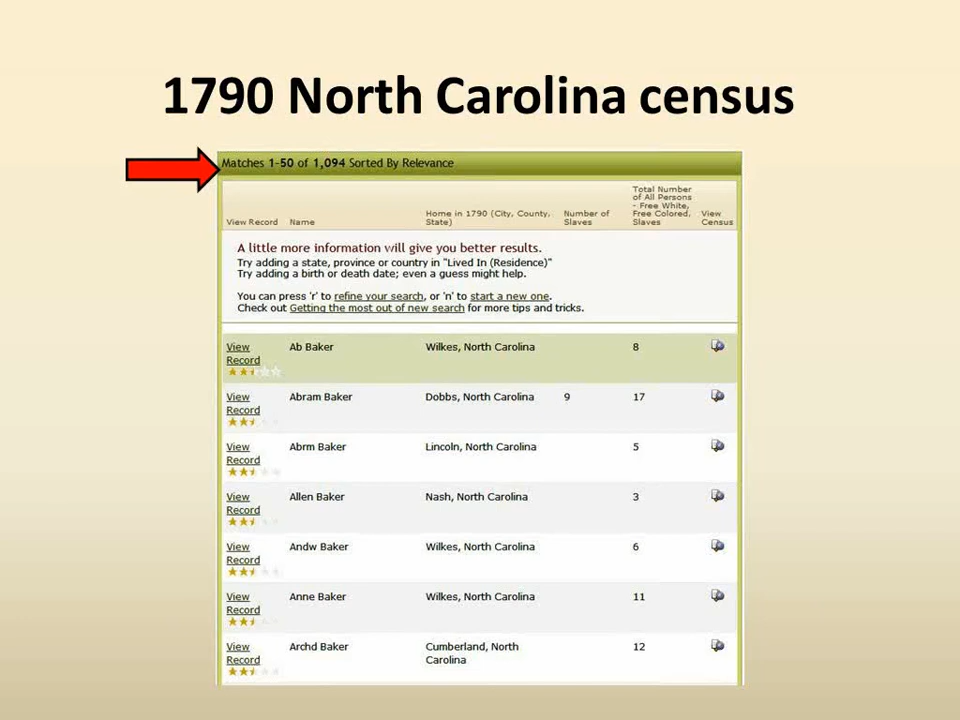 1790 North Carolina census
Matches 1–50 of 1,094 Sorted By Relevance
View Record Name Home in 1790 (City, County, State) Number of Slaves Total Number of All Persons - Free White, Free Colored, Slaves View Census
A little more information will give you better results.
Try adding a state, province or country in "Lived In (Residence)"
Try adding a birth or death date; even a guess might help.
You can press 'r' to refine your search, or 'n' to start a new one.
Check out Getting the most out of new search for more tips and tricks.
View Record Ab Baker Wilkes, North Carolina 8
View Record Abram Baker Dobbs, North Carolina 9 17
View Record Abrm Baker Lincoln, North Carolina 5
View Record Allen Baker Nash, North Carolina 3
View Record Andw Baker Wilkes, North Carolina 6
View Record Anne Baker Wilkes, North Carolina 11
View Record Archd Baker Cumberland, North Carolina 12